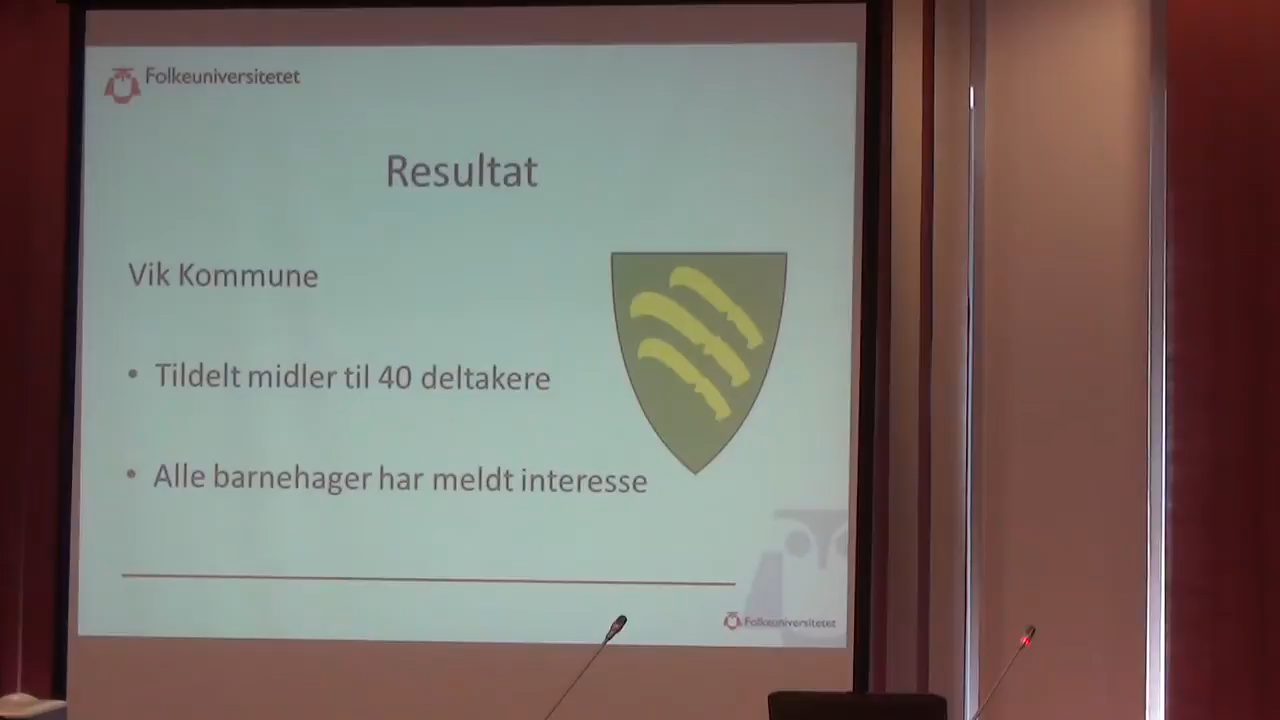 Folkeuniversitetet
Resultat
Vik Kommune
• Tildelt midler til 40 deltakere
• Alle barnehager har meldt interesse
Folkeuniversitetet